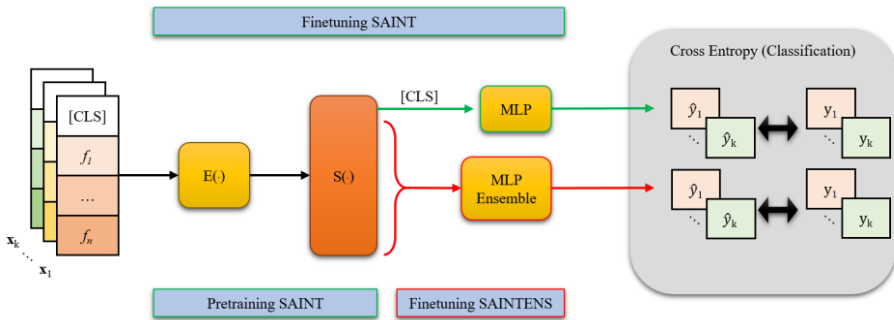 Finetuning SAINT
Cross Entropy (Classification)
[CLS]
f1
...
fn
xk
⋱
x1
E(·)
S(·)
[CLS]
MLP
MLP
Ensemble
ŷ1
⋱
ŷk
y1
⋱
yk
ŷ1
⋱
ŷk
y1
⋱
yk
Pretraining SAINT
Finetuning SAINTENS